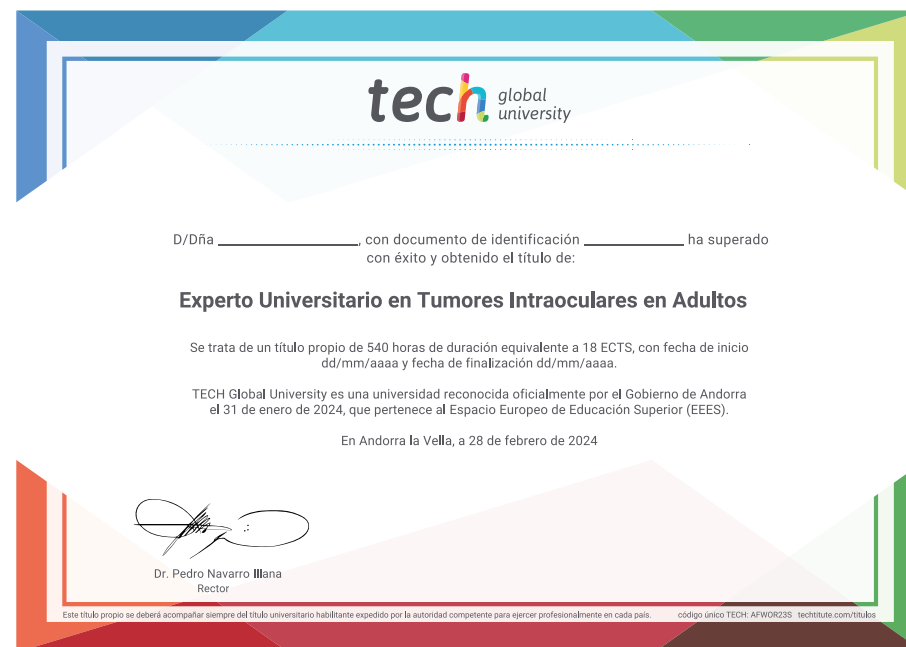 tech global university
D/Dña ______________, con documento de identificación __________ ha superado
con éxito y obtenido el título de:
Experto Universitario en Tumores Intraoculares en Adultos
Se trata de un título propio de 540 horas de duración equivalente a 18 ECTS, con fecha de inicio
dd/mm/aaaa y fecha de finalización dd/mm/aaaa.
TECH Global University es una universidad reconocida oficialmente por el Gobierno de Andorra
el 31 de enero de 2024, que pertenece al Espacio Europeo de Educación Superior (EEES).
En Andorra la Vella, a 28 de febrero de 2024
Dr. Pedro Navarro Illana
Rector
Este título propio se deberá acompañar siempre del título universitario habilitante expedido por la autoridad competente para ejercer profesionalmente en cada país. código único TECH: AFWOR23S techtitute.com/titulos